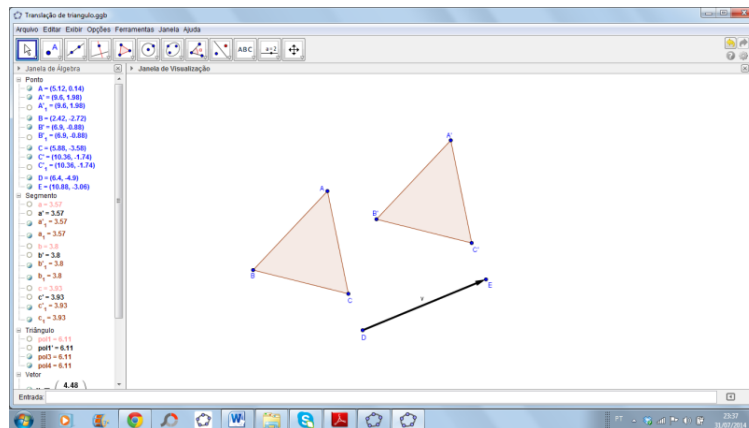 Translação de triangulo.ggb
Arquivo Editar Exibir Opções Ferramentas Janela Ajuda
ABC a=2
Janela de Álgebra
Janela de Visualização
Ponto
A = (5.12, 0.14)
A' = (9.6, 1.98)
A'₁ = (9.6, 1.98)
B = (2.42, -2.72)
B' = (6.9, -0.88)
B'₁ = (6.9, -0.88)
C = (5.88, -3.58)
C' = (10.36, -1.74)
C'₁ = (10.36, -1.74)
D = (6.4, -4.9)
E = (10.88, -3.06)
Segmento
a = 3.57
a' = 3.57
a'₁ = 3.57
a₁ = 3.57
b = 3.8
b' = 3.8
b'₁ = 3.8
b₁ = 3.8
c = 3.93
c' = 3.93
c'₁ = 3.93
c₁ = 3.93
Triângulo
pol1 = 6.11
pol1' = 6.11
pol3 = 6.11
pol4 = 6.11
Vetor
4.48
A'
A
B'
C'
B
C
E
v
D
Entrada:
PT
23:37
31/07/2014